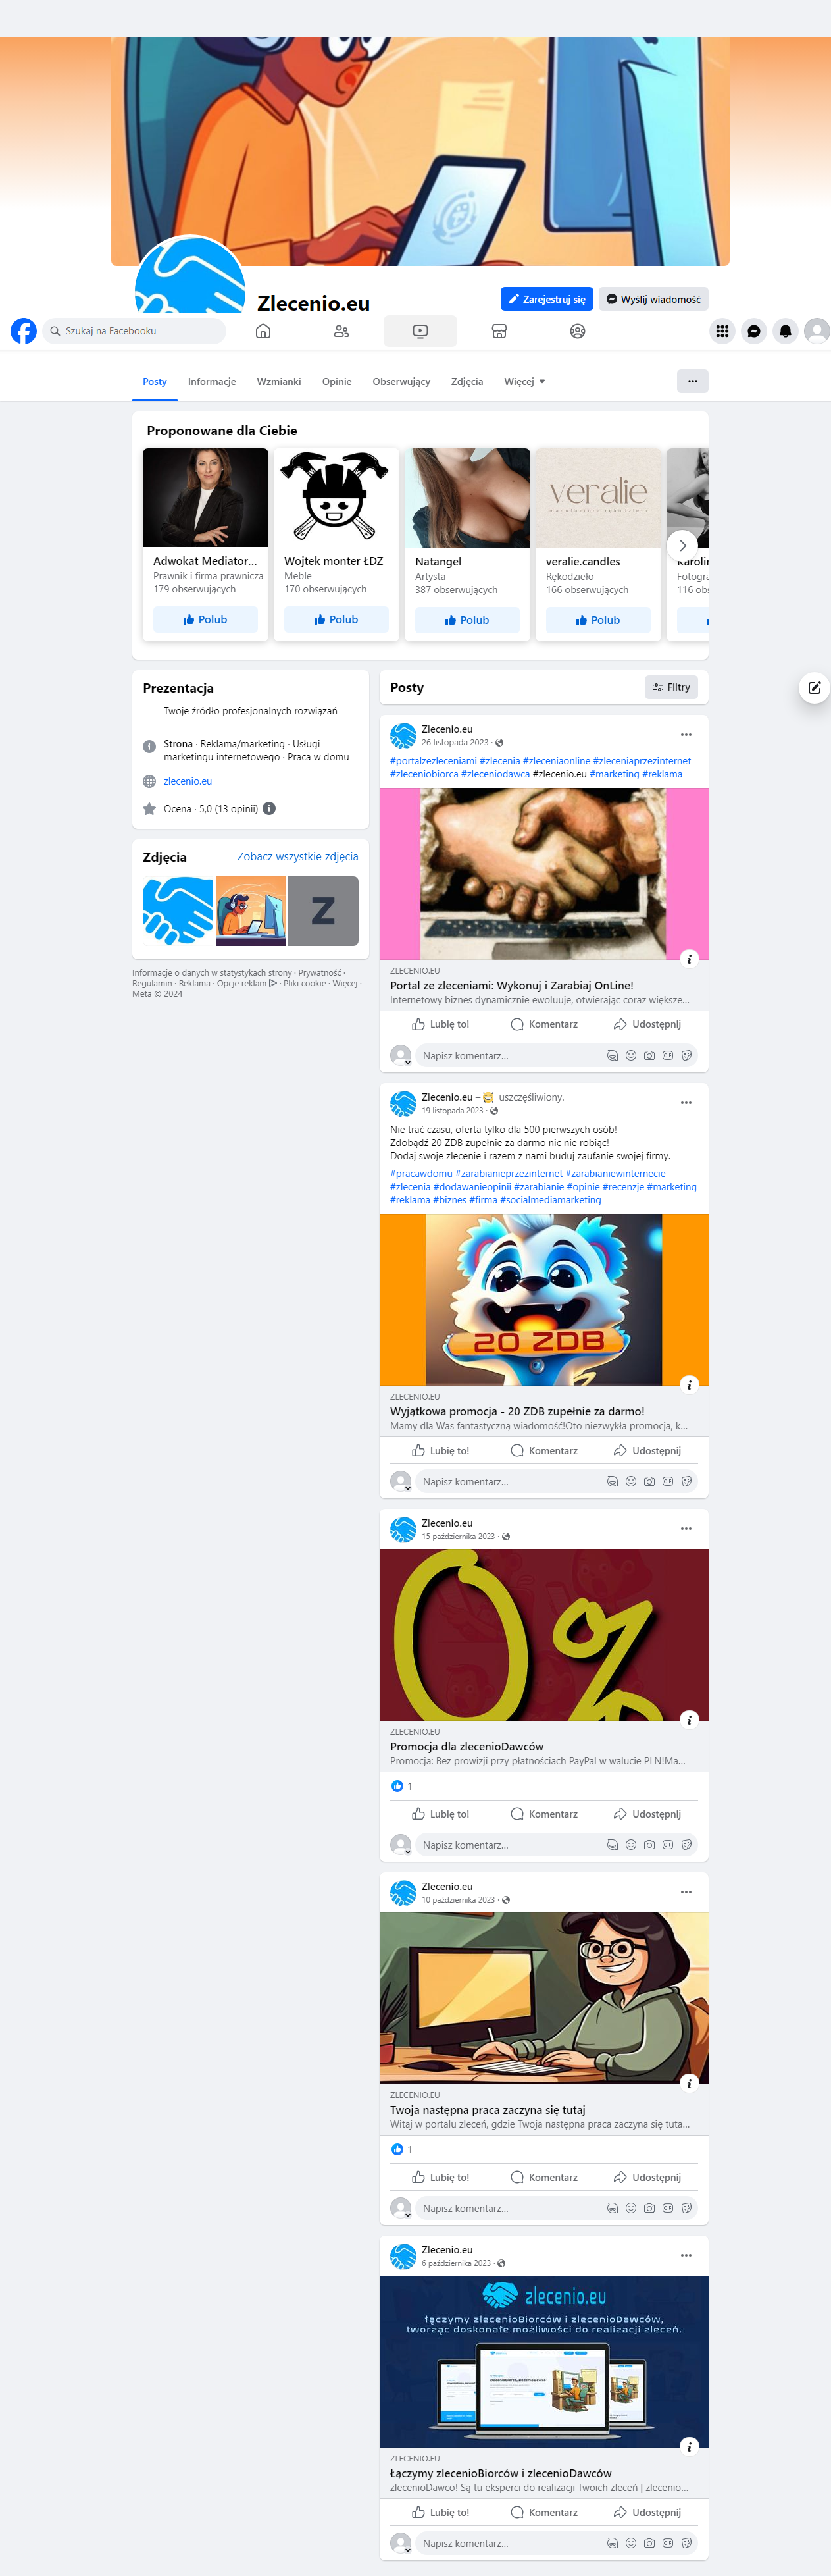 Zlecenio.eu
Zarejestruj się
Wyślij wiadomość
Szukaj na Facebooku
Posty
Informacje
Wzmianki
Opinie
Obserwujący
Zdjęcia
Więcej
Proponowane dla Ciebie
Adwokat Mediator...
Prawnik i firma prawnicza
179 obserwujących
Polub
Wojtek monter ŁDZ
Meble
170 obserwujących
Polub
Natangel
Artysta
387 obserwujących
Polub
veralie
manufaktura rękodzieła
veralie.candles
Rękodzieło
166 obserwujących
Polub
Prezentacja
Twoje źródło profesjonalnych rozwiązań
Strona · Reklama/marketing · Usługi
marketingu internetowego · Praca w domu
zlecenio.eu
Ocena · 5,0 (13 opinii)
Zdjęcia
Zobacz wszystkie zdjęcia
Z
Informacje o danych w statystykach strony · Prywatność ·
Regulamin · Reklama · Opcje reklam · Pliki cookie · Więcej ·
Meta © 2024
Posty
Filtry
Zlecenio.eu
26 listopada 2023 ·
#portalzezleceniami #zlecenia #zleceniaonline #zleceniaprzezinternet
#zleceniobiorca #zleceniodawca #zlecenio.eu #marketing #reklama
ZLECENIO.EU
Portal ze zleceniami: Wykonuj i Zarabiaj OnLine!
Internetowy biznes dynamicznie ewoluuje, otwierając coraz większe...
Lubię to!
Komentarz
Udostępnij
Napisz komentarz...
Zlecenio.eu – uszczęśliwiony.
19 listopada 2023 ·
Nie trać czasu, oferta tylko dla 500 pierwszych osób!
Zdobądź 20 ZDB zupełnie za darmo nic nie robiąc!
Dodaj swoje zlecenie i razem z nami buduj zaufanie swojej firmy.
#pracawdomu #zarabianieprzezinternet #zarabianiewinternecie
#zlecenia #dodawanieopinii #zarabianie #opinie #recenzje #marketing
#reklama #biznes #firma #socialmediamarketing
20 ZDB
ZLECENIO.EU
Wyjątkowa promocja - 20 ZDB zupełnie za darmo!
Mamy dla Was fantastyczną wiadomość!Oto niezwykła promocja, k...
Lubię to!
Komentarz
Udostępnij
Napisz komentarz...
Zlecenio.eu
15 października 2023 ·
0%
ZLECENIO.EU
Promocja dla zlecenioDawców
Promocja: Bez prowizji przy płatnościach PayPal w walucie PLN!Ma...
1
Lubię to!
Komentarz
Udostępnij
Napisz komentarz...
Zlecenio.eu
10 października 2023 ·
ZLECENIO.EU
Twoja następna praca zaczyna się tutaj
Witaj w portalu zleceń, gdzie Twoja następna praca zaczyna się tuta...
1
Lubię to!
Komentarz
Udostępnij
Napisz komentarz...
Zlecenio.eu
6 października 2023 ·
zlecenio.eu
łączymy zlecenioBiorców i zlecenioDawców,
tworząc doskonałe możliwości do realizacji zleceń.
ZLECENIO.EU
Łączymy zlecenioBiorców i zlecenioDawców
zlecenioDawco! Są tu eksperci do realizacji Twoich zleceń | zlecenio...
Lubię to!
Komentarz
Udostępnij
Napisz komentarz...